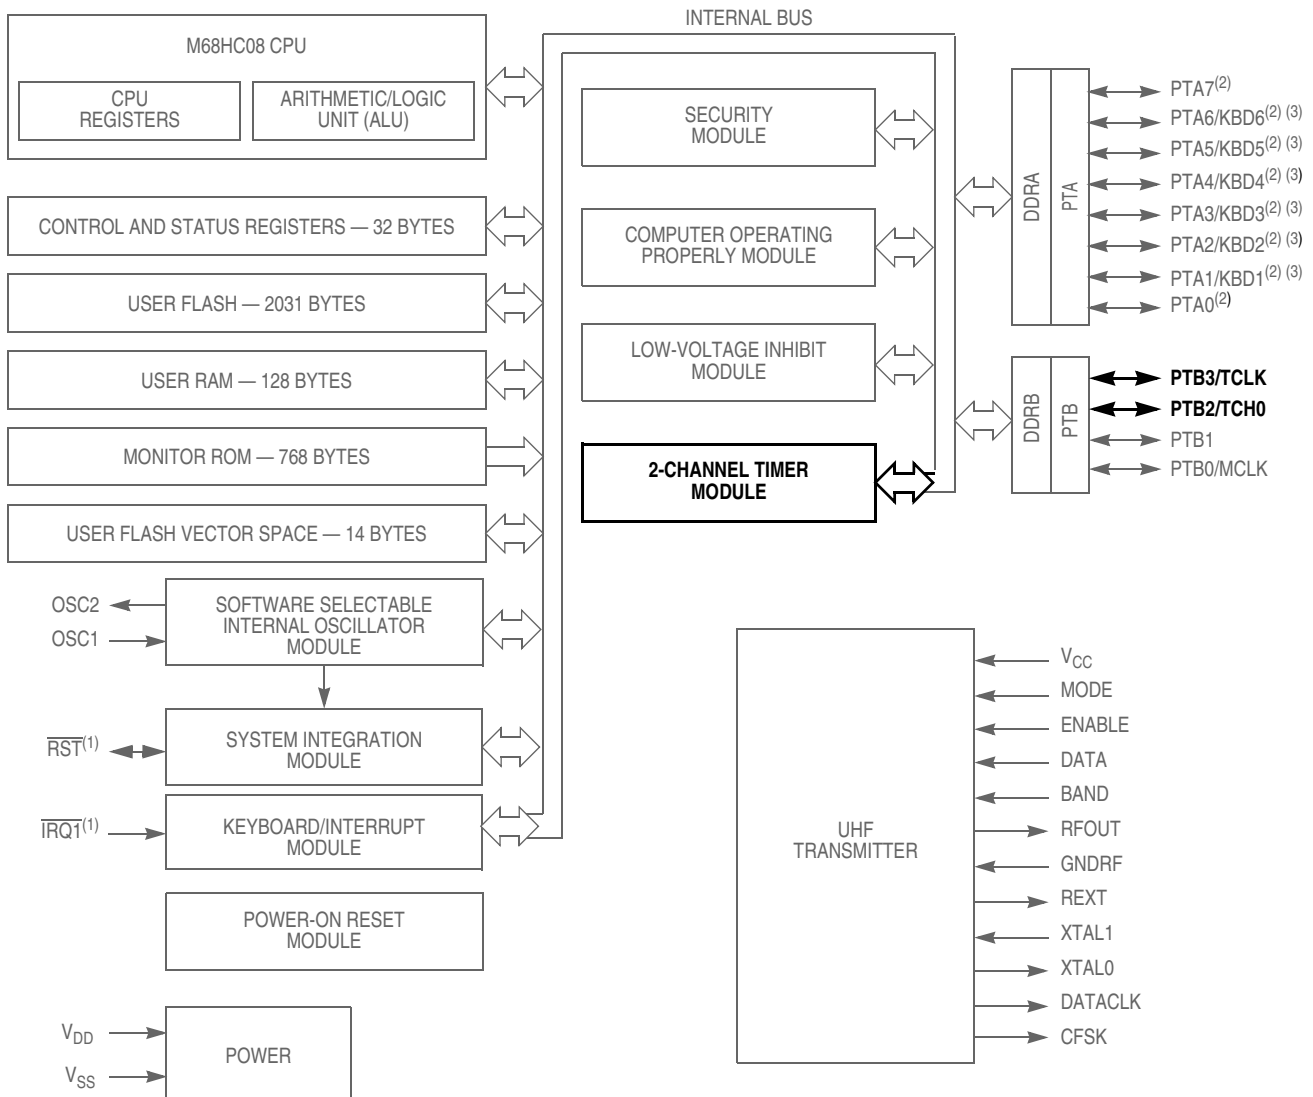 INTERNAL BUS
M68HC08 CPU
CPU
REGISTERS
ARITHMETIC/LOGIC
UNIT (ALU)
CONTROL AND STATUS REGISTERS — 32 BYTES
USER FLASH — 2031 BYTES
USER RAM — 128 BYTES
MONITOR ROM — 768 BYTES
USER FLASH VECTOR SPACE — 14 BYTES
OSC2
OSC1
SOFTWARE SELECTABLE
INTERNAL OSCILLATOR
MODULE
RST(1)
SYSTEM INTEGRATION
MODULE
IRQ1(1)
KEYBOARD/INTERRUPT
MODULE
POWER-ON RESET
MODULE
VDD
VSS
POWER
SECURITY
MODULE
COMPUTER OPERATING
PROPERLY MODULE
LOW-VOLTAGE INHIBIT
MODULE
2-CHANNEL TIMER
MODULE
DDRA
PTA
PTA7(2)
PTA6/KBD6(2) (3)
PTA5/KBD5(2) (3)
PTA4/KBD4(2) (3)
PTA3/KBD3(2) (3)
PTA2/KBD2(2) (3)
PTA1/KBD1(2) (3)
PTA0(2)
DDRB
PTB
PTB3/TCLK
PTB2/TCH0
PTB1
PTB0/MCLK
UHF
TRANSMITTER
VCC
MODE
ENABLE
DATA
BAND
RFOUT
GNDRF
REXT
XTAL1
XTAL0
DATACLK
CFSK